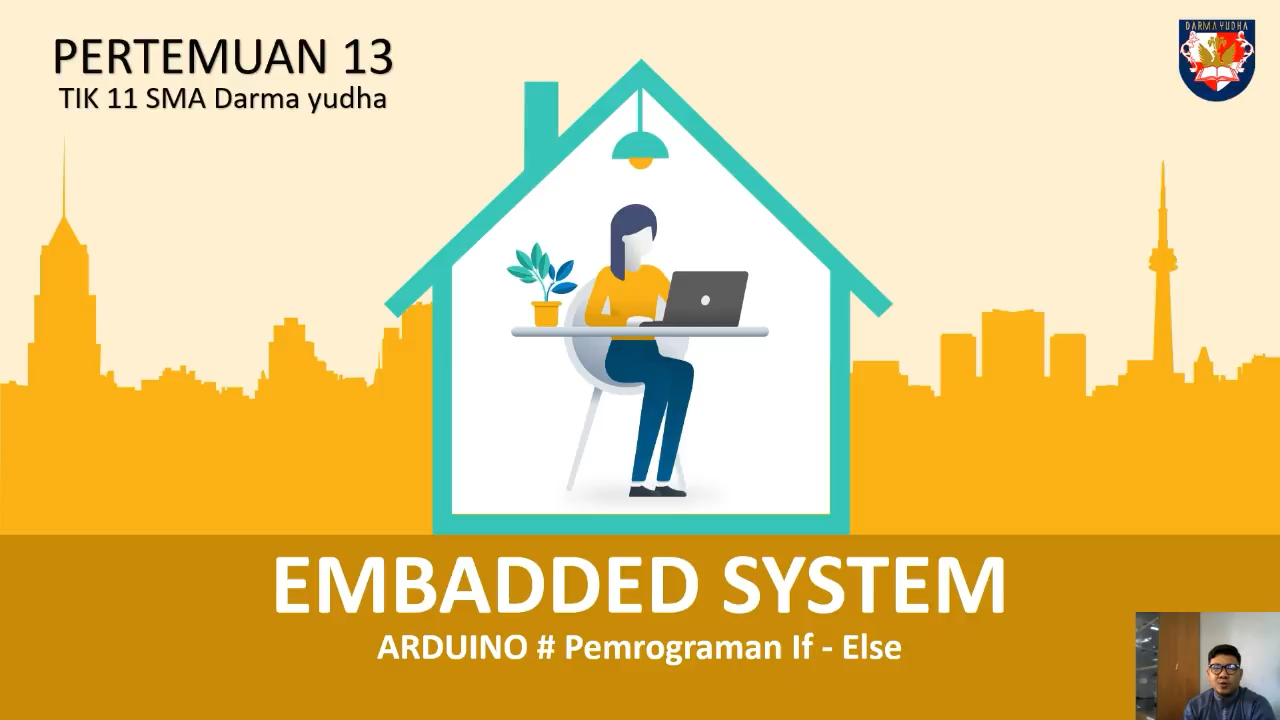 PERTEMUAN 13
TIK 11 SMA Darma yudha
DARMA YUDHA
EMBADDED SYSTEM
ARDUINO # Pemrograman If - Else